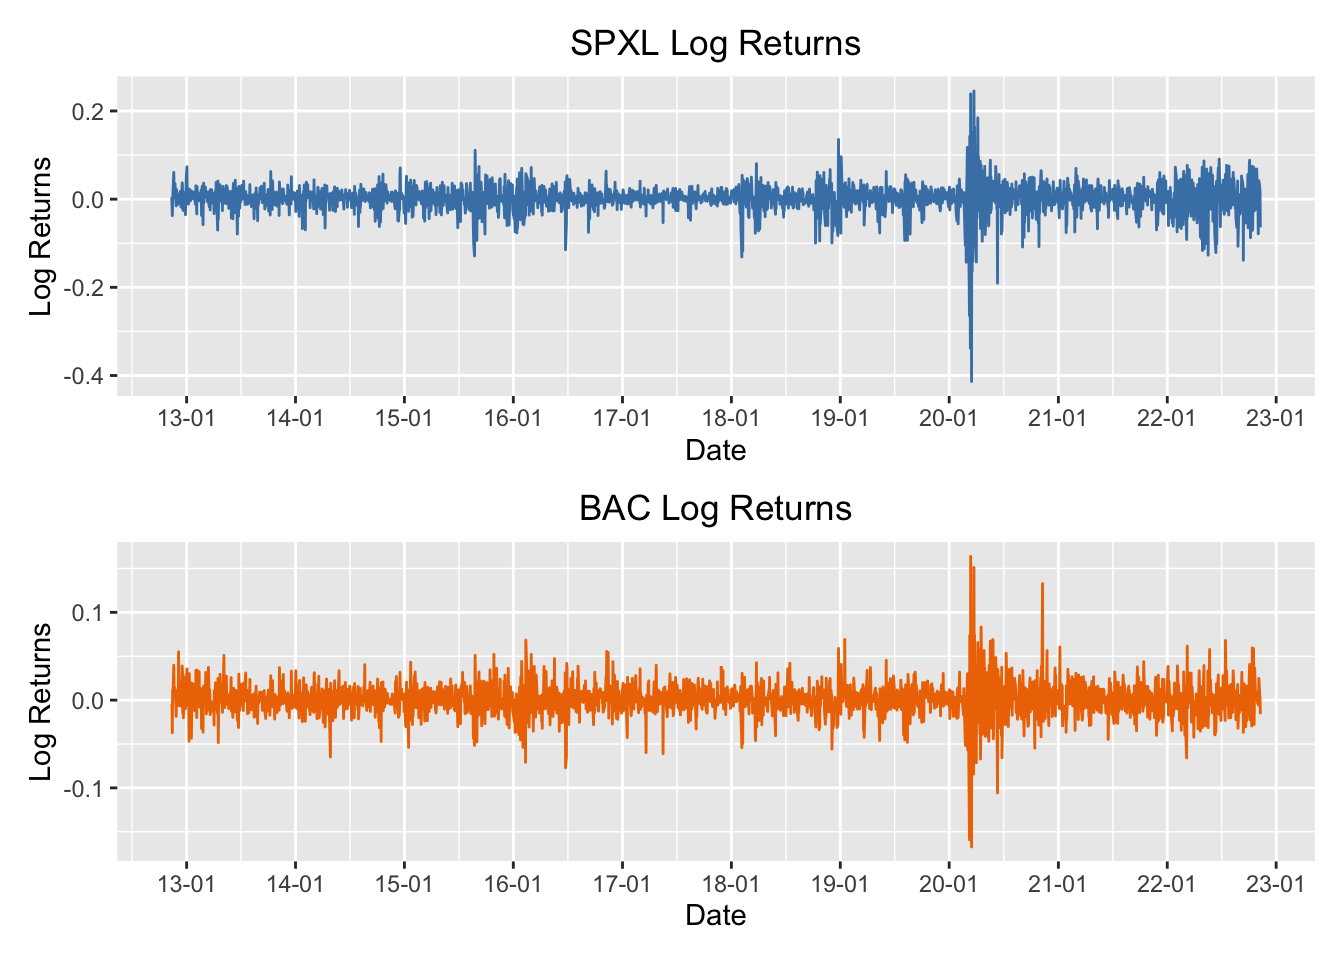 SPXL Log Returns
Log Returns
0.2
0.0
-0.2
-0.4
13-01 14-01 15-01 16-01 17-01 18-01 19-01 20-01 21-01 22-01 23-01
Date
BAC Log Returns
Log Returns
0.1
0.0
-0.1
13-01 14-01 15-01 16-01 17-01 18-01 19-01 20-01 21-01 22-01 23-01
Date